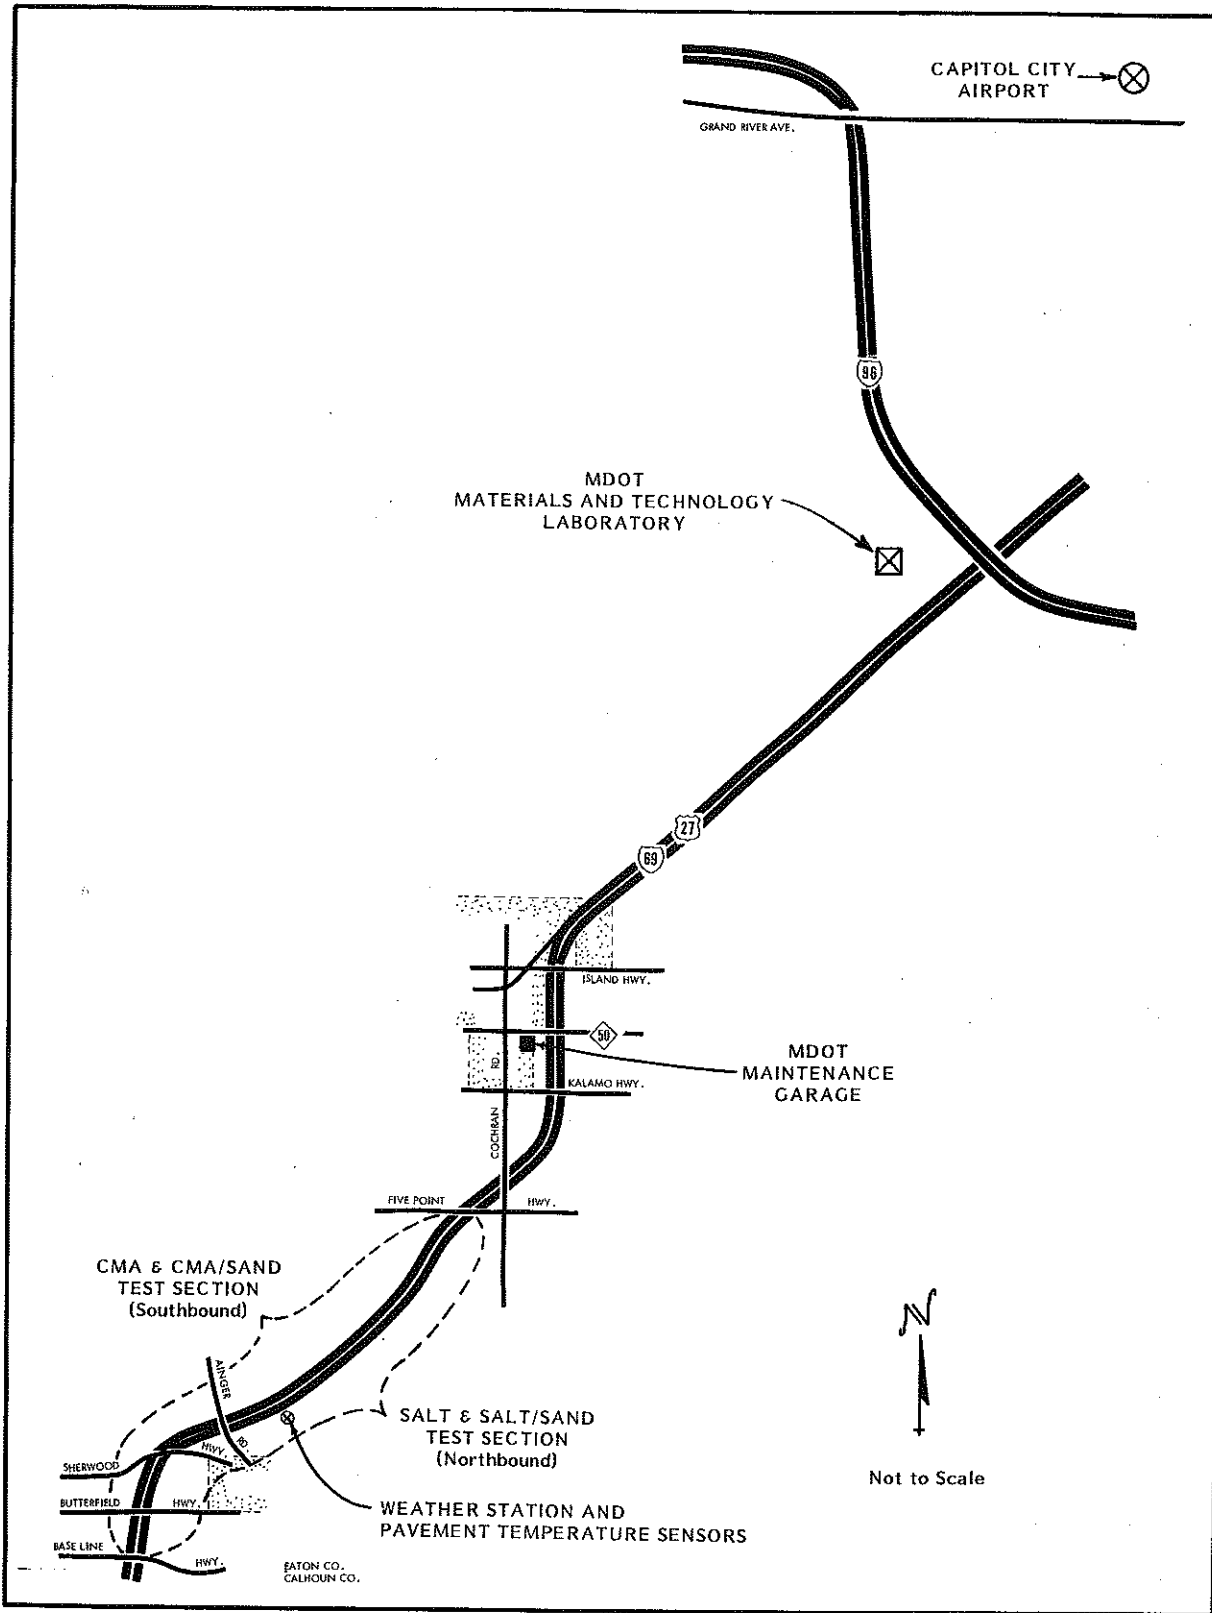 CAPITOL CITY
AIRPORT
GRAND RIVER AVE.
96
MDOT
MATERIALS AND TECHNOLOGY
LABORATORY
27
69
ISLAND HWY.
50
RD.
MDOT
MAINTENANCE
GARAGE
KALAMO HWY.
COCHRAN
FIVE POINT
HWY.
CMA & CMA/SAND
TEST SECTION
(Southbound)
N
AINGER
RD.
SALT & SALT/SAND
TEST SECTION
(Northbound)
SHERWOOD
HWY.
Not to Scale
BUTTERFIELD
HWY.
WEATHER STATION AND
PAVEMENT TEMPERATURE SENSORS
BASE LINE
HWY.
EATON CO.
CALHOUN CO.